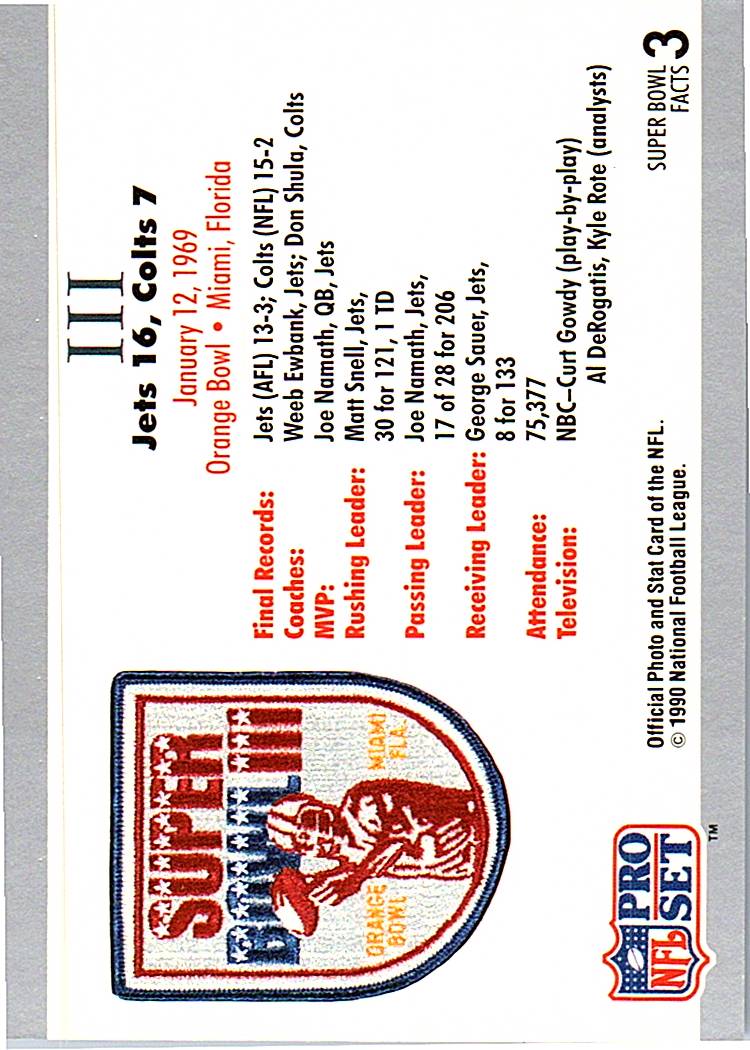 III
Jets 16, Colts 7
January 12, 1969
Orange Bowl • Miami, Florida
Final Records: Jets (AFL) 13-3; Colts (NFL) 15-2
Coaches: Weeb Ewbank, Jets; Don Shula, Colts
MVP: Joe Namath, QB, Jets
Rushing Leader: Matt Snell, Jets,
30 for 121, 1 TD
Passing Leader: Joe Namath, Jets,
17 of 28 for 206
Receiving Leader: George Sauer, Jets,
8 for 133
Attendance: 75,377
Television: NBC–Curt Gowdy (play-by-play)
Al DeRogatis, Kyle Rote (analysts)
SUPER
BOWL III
ORANGE
BOWL
MIAMI
FLA.
NFL PRO
SET
™
Official Photo and Stat Card of the NFL.
© 1990 National Football League.
SUPER BOWL
FACTS 3